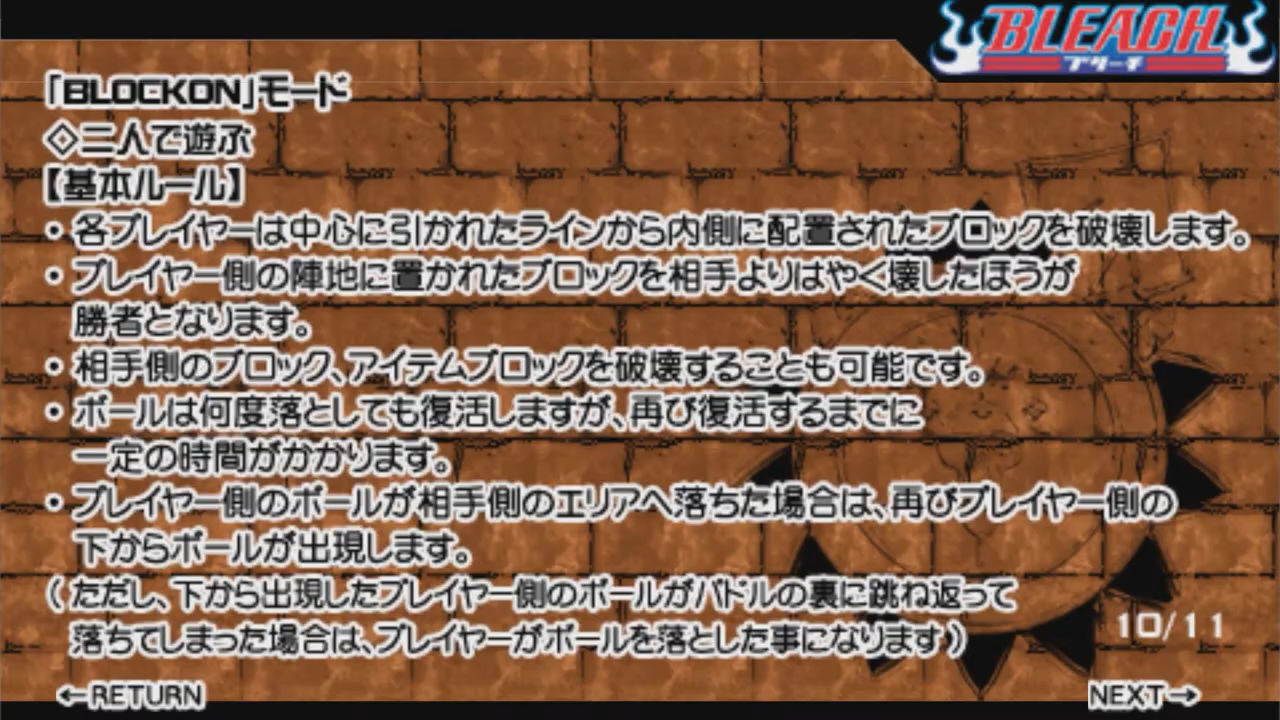 BLEACH
ブリーチ
「BLOCKON」モード
◇二人で遊ぶ
【基本ルール】
・各プレイヤーは中心に引かれたラインから内側に配置されたブロックを破壊します。
・プレイヤー側の陣地に置かれたブロックを相手よりはやく壊したほうが
勝者となります。
・相手側のブロック、アイテムブロックを破壊することも可能です。
・ボールは何度落としても復活しますが、再び復活するまでに
一定の時間がかかります。
・プレイヤー側のボールが相手側のエリアへ落ちた場合は、再びプレイヤー側の
下からボールが出現します。
（ただし、下から出現したプレイヤー側のボールがパドルの裏に跳ね返って
落ちてしまった場合は、プレイヤーがボールを落とした事になります）
10/11
←RETURN
NEXT→